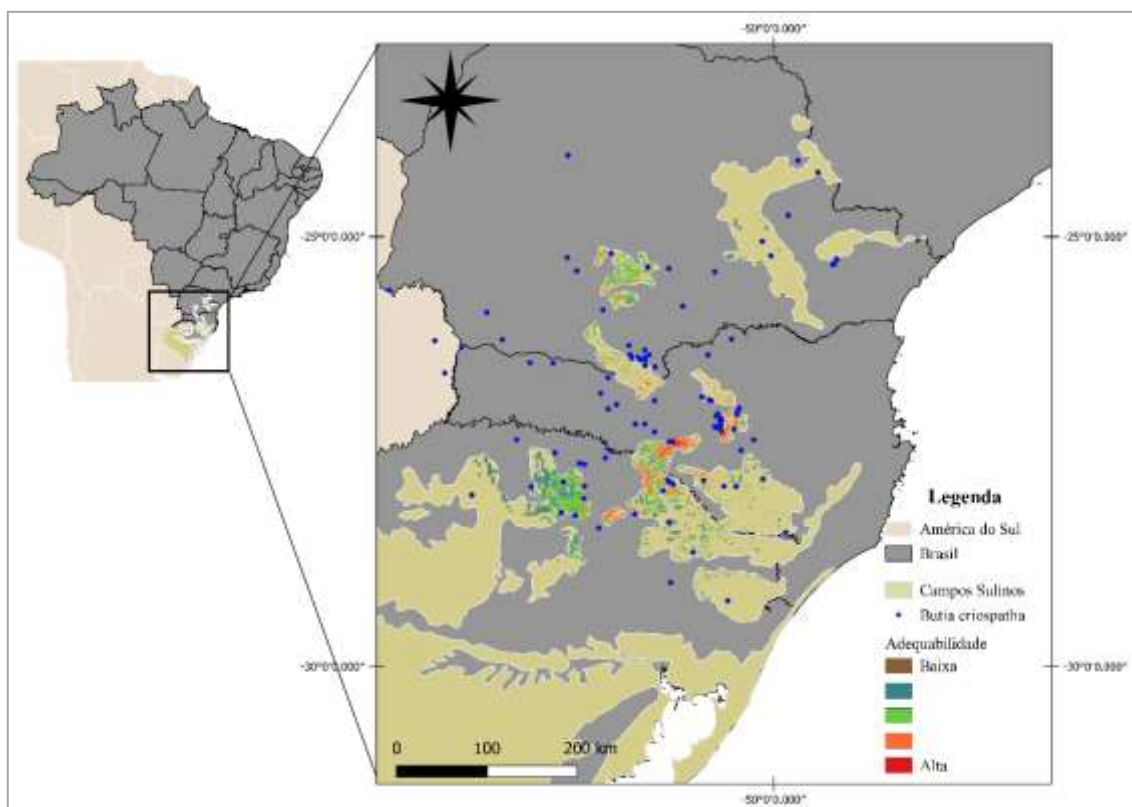 -50°0'0.000"
-25°0'0.000"
-25°0'0.000"
Legenda
América do Sul
Brasil
Campos Sulinos
Butia criospatha
Adequabilidade
Baixa
Alta
-30°0'0.000"
-30°0'0.000"
0 100 200 km
-50°0'0.000"